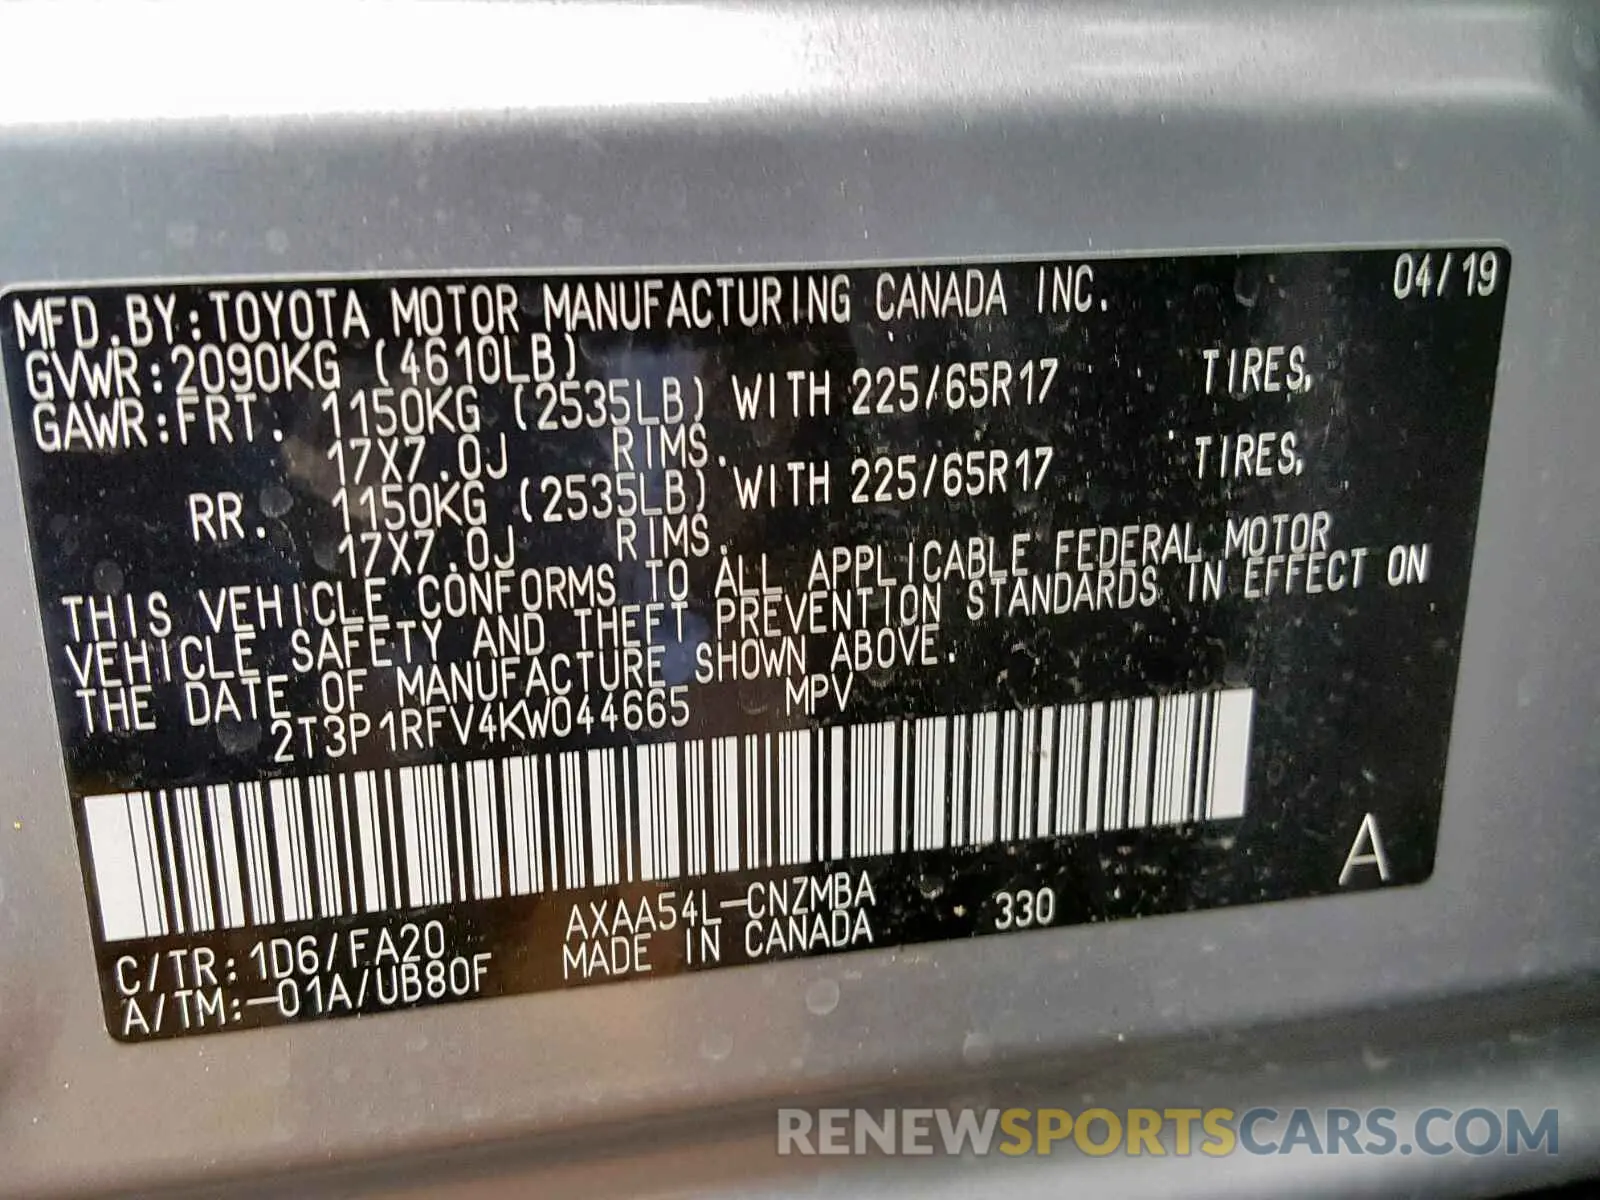 MFD.BY:TOYOTA MOTOR MANUFACTURING CANADA INC. 04/19
GVWR:2090KG (4610LB)
GAWR:FRT. 1150KG (2535LB) WITH 225/65R17 TIRES,
17X7.0J RIMS.
RR. 1150KG (2535LB) WITH 225/65R17 TIRES,
17X7.0J RIMS.
THIS VEHICLE CONFORMS TO ALL APPLICABLE FEDERAL MOTOR
VEHICLE SAFETY AND THEFT PREVENTION STANDARDS IN EFFECT ON
THE DATE OF MANUFACTURE SHOWN ABOVE.
2T3P1RFV4KW044665 MPV
A
C/TR:1D6/FA20 AXAA54L-CNZMBA 330
A/TM:-01A/UB80F MADE IN CANADA
RENEWSPORTSCARS.COM